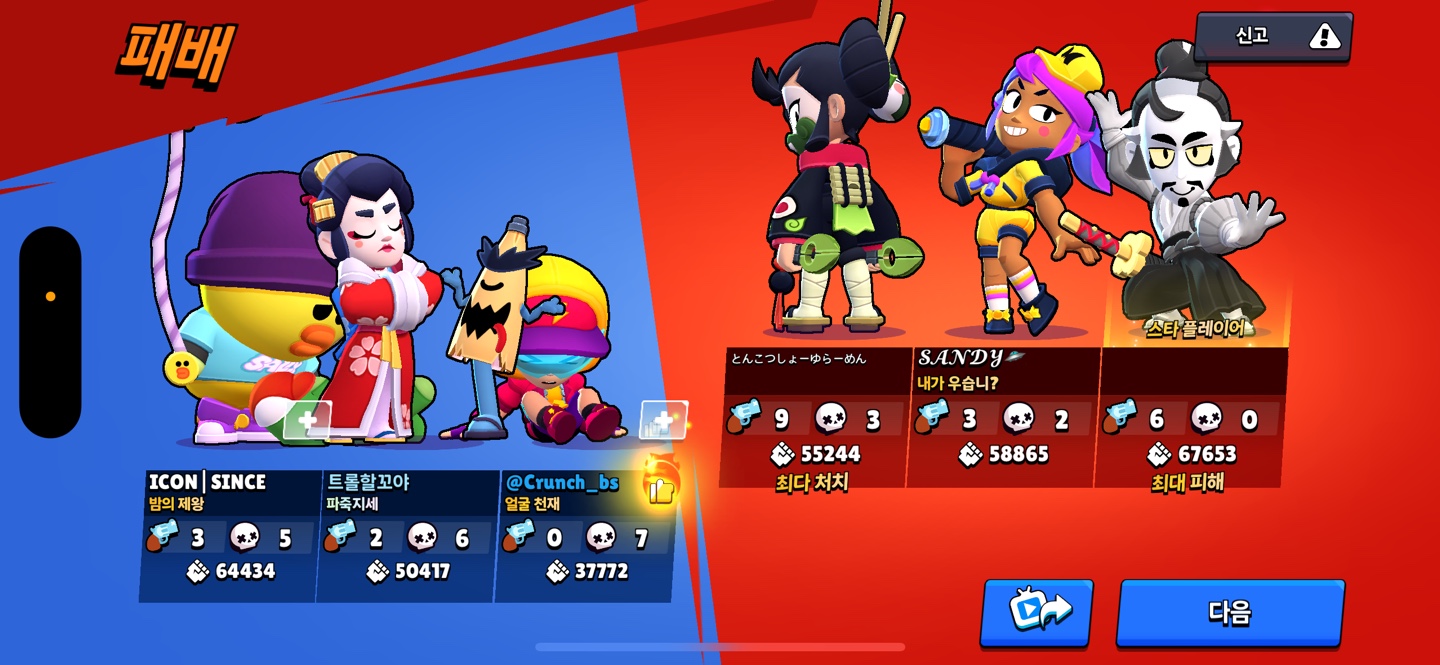 패배
신고
스타 플레이어
とんこつしょーゆらーめん
SANDY🛸
내가 우습니?
9 3
3 2
6 0
55244
58865
67653
최다 처치
최대 피해
ICON|SINCE
밤의 제왕
트롤할꼬야
파죽지세
@Crunch_bs
얼굴 천재
3 5
2 6
0 7
64434
50417
37772
다음